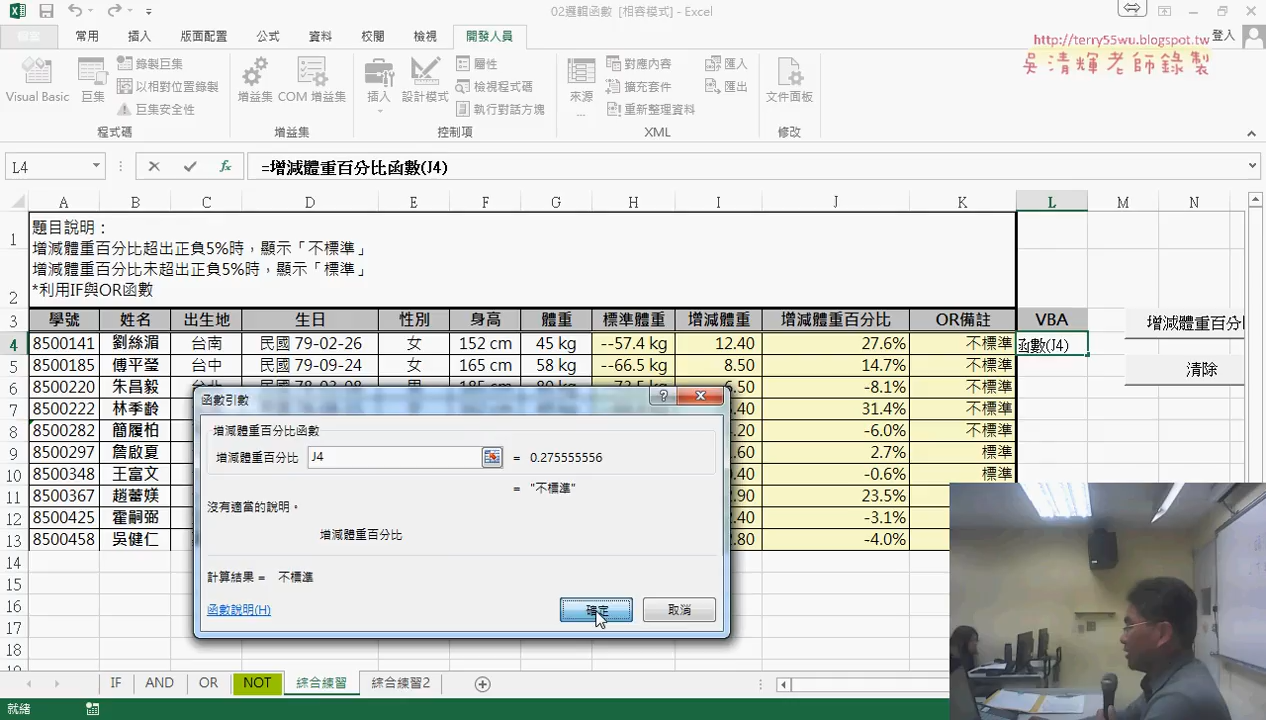 02邏輯函數 [相容模式] - Excel
常用 插入 版面配置 公式 資料 校閱 檢視 開發人員 登入
http://terry55wu.blogspot.tw
吳清輝老師錄製
Visual Basic 巨集 錄製巨集 以相對位置錄製 巨集安全性 程式碼
增益集 COM 增益集 增益集
插入 設計模式 屬性 檢視程式碼 執行對話方塊 控制項
來源 對應內容 擴充套件 重新整理資料 匯入 匯出 XML
文件面板 修改
L4 fx =增減體重百分比函數(J4)
A B C D E F G H I J K L M N
1 題目說明：
增減體重百分比超出正負5%時，顯示「不標準」
增減體重百分比未超出正負5%時，顯示「標準」
2 *利用IF與OR函數
3 學號 姓名 出生地 生日 性別 身高 體重 標準體重 增減體重 增減體重百分比 OR備註 VBA 增減體重百分
4 8500141 劉絲湄 台南 民國 79-02-26 女 152 cm 45 kg --57.4 kg 12.40 27.6% 不標準 函數(J4)
5 8500185 傅平瑩 台中 民國 79-09-24 女 165 cm 58 kg --66.5 kg 8.50 14.7% 不標準 清除
6 8500220 朱昌毅 -8.1% 不標準
7 8500222 林季齡 31.4% 不標準
8 8500282 簡履柏 -6.0% 不標準
9 8500297 詹啟夏 2.7% 標準
10 8500348 王富文 -0.6% 標準
11 8500367 23.5%
12 8500425 霍嗣弼 -3.1%
13 8500458 吳健仁 -4.0%
14
15
16
17
18
函數引數
增減體重百分比函數
增減體重百分比 J4 = 0.275555556
= "不標準"
沒有適當的說明。
增減體重百分比
計算結果 = 不標準
函數說明(H) 確定 取消
IF AND OR NOT 綜合練習 綜合練習2
就緒